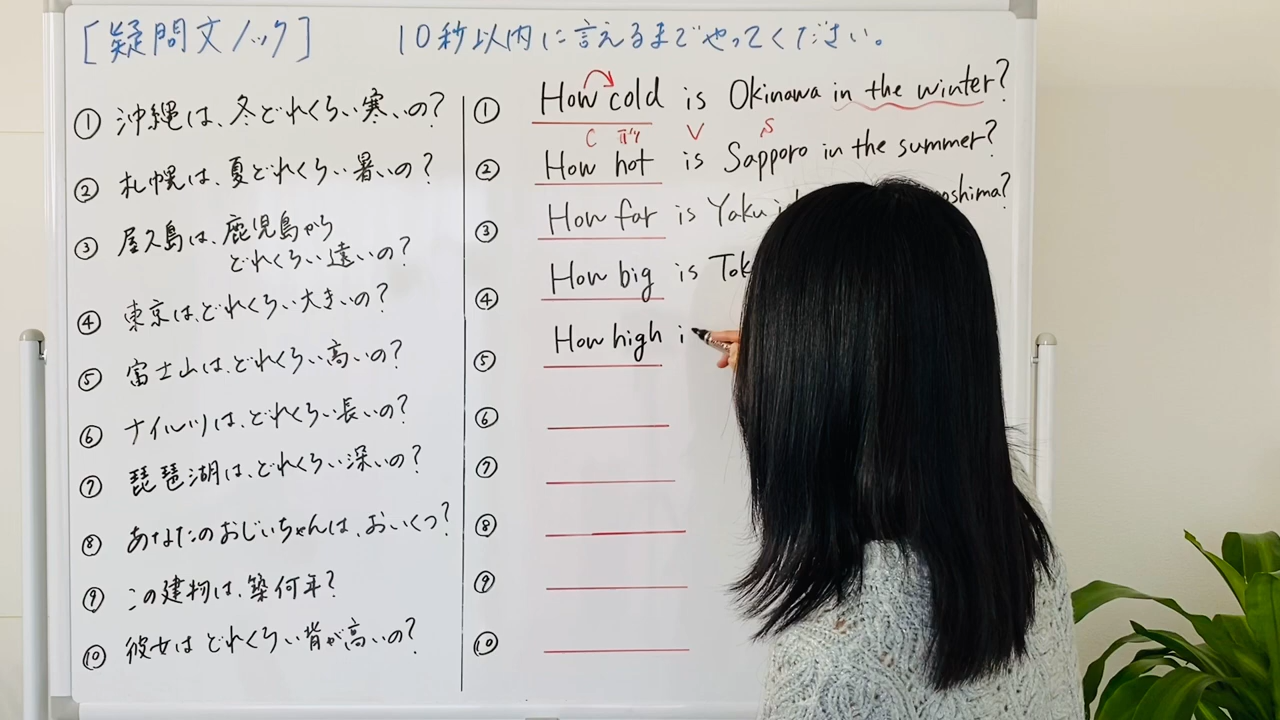 [疑問文ノック] 10秒以内に言えるまでやってください。
① 沖縄は、冬どれくらい寒いの?
② 札幌は、夏どれくらい暑いの?
③ 屋久島は、鹿児島から
どれくらい遠いの?
④ 東京は、どれくらい大きいの?
⑤ 富士山は、どれくらい高いの?
⑥ ナイル川は、どれくらい長いの?
⑦ 琵琶湖は、どれくらい深いの?
⑧ あなたのおじいちゃんは、おいくつ?
⑨ この建物は、築何年?
⑩ 彼女は どれくらい背が高いの?
① How cold is Okinawa in the winter?
C V S
② How hot is Sapporo in the summer?
③ How far is Yaku oshima?
④ How big is Tok
⑤ How high i
⑥
⑦
⑧
⑨
⑩